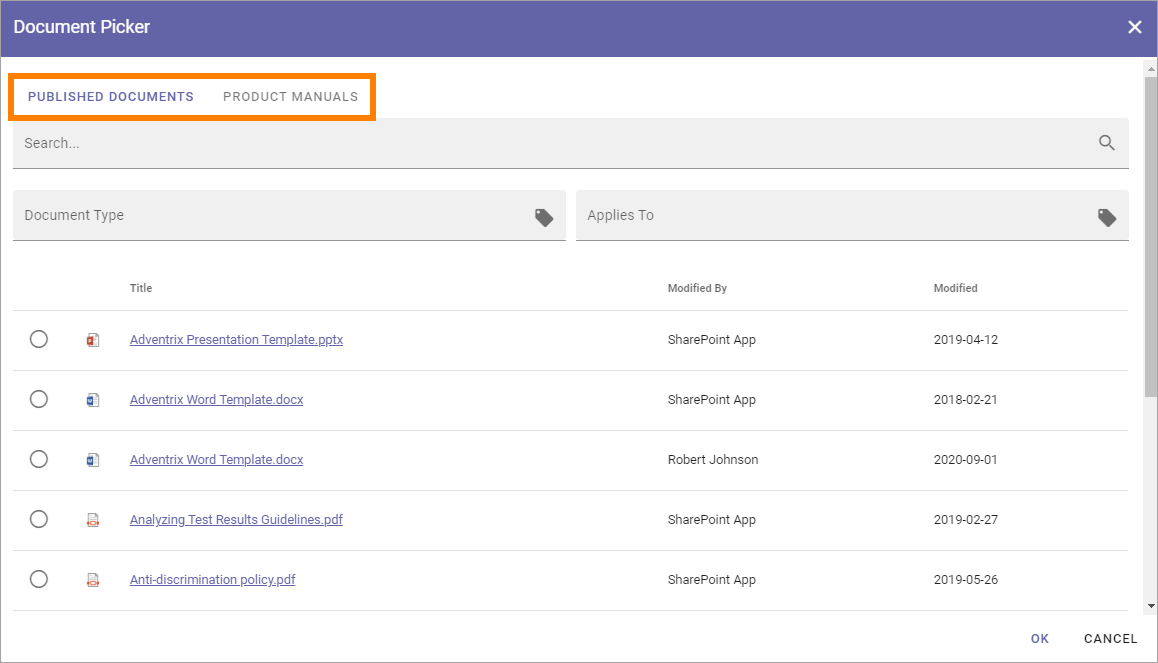 Document Picker
PUBLISHED DOCUMENTS PRODUCT MANUALS
Search...
Document Type Applies To
Title Modified By Modified
Adventrix Presentation Template.pptx SharePoint App 2019-04-12
Adventrix Word Template.docx SharePoint App 2018-02-21
Adventrix Word Template.docx Robert Johnson 2020-09-01
Analyzing Test Results Guidelines.pdf SharePoint App 2019-02-27
Anti-discrimination policy.pdf SharePoint App 2019-05-26
OK CANCEL